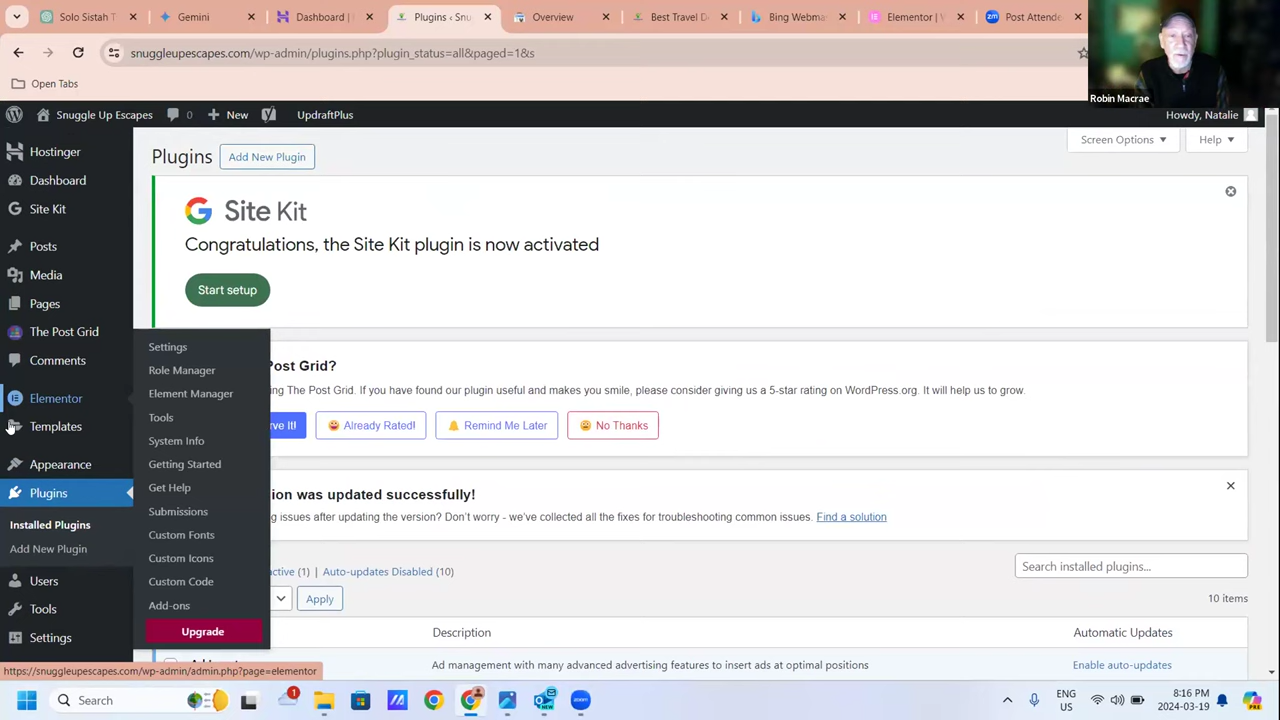 Solo Sistah T
Gemini
Dashboard |
Plugins ‹ Snu
Overview
Best Travel De
Bing Webma
Elementor | V
Post Attende
snuggleupescapes.com/wp-admin/plugins.php?plugin_status=all&paged=1&s
Open Tabs
Robin Macrae
Snuggle Up Escapes
0
New
UpdraftPlus
Howdy, Natalie
Hostinger
Dashboard
Site Kit
Posts
Media
Pages
The Post Grid
Comments
Elementor
Templates
Appearance
Plugins
Installed Plugins
Add New Plugin
Users
Tools
Settings
Settings
Role Manager
Element Manager
Tools
System Info
Getting Started
Get Help
Submissions
Custom Fonts
Custom Icons
Custom Code
Add-ons
Upgrade
Plugins
Add New Plugin
Screen Options
Help
Site Kit
Congratulations, the Site Kit plugin is now activated
Start setup
Post Grid?
ing The Post Grid. If you have found our plugin useful and makes you smile, please consider giving us a 5-star rating on WordPress.org. It will help us to grow.
erve It!
Already Rated!
Remind Me Later
No Thanks
ion was updated successfully!
ng issues after updating the version? Don't worry - we've collected all the fixes for troubleshooting common issues. Find a solution
active (1) | Auto-updates Disabled (10)
Search installed plugins...
Apply
10 items
Description
Automatic Updates
Ad management with many advanced advertising features to insert ads at optimal positions
Enable auto-updates
https://snuggleupescapes.com/wp-admin/admin.php?page=elementor
Search
1
ENG
US
8:16 PM
2024-03-19
PRE